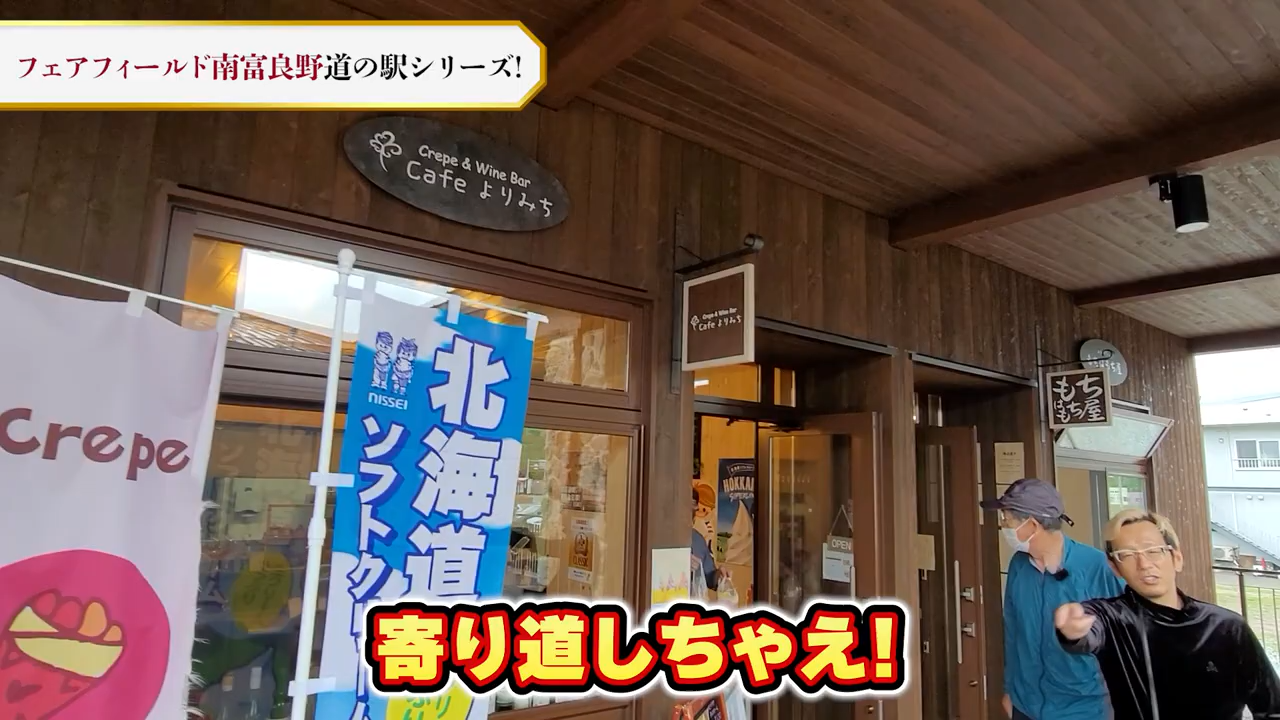 フェアフィールド南富良野道の駅シリーズ!
Crepe & Wine Bar
Cafe よりみち
Crepe & Wine Bar
Cafe よりみち
もち
もち屋
Crepe
NISSEI
北海道
ソフトク
OPEN
寄り道しちゃえ!